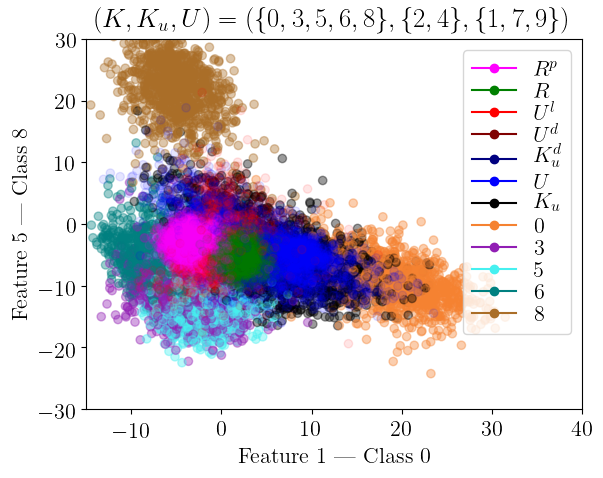 (K, K_u, U) = ({0, 3, 5, 6, 8}, {2, 4}, {1, 7, 9})
30
20
10
0
−10
−20
−30
−10
0
10
20
30
40
Feature 5 — Class 8
Feature 1 — Class 0
R^p
R
U^l
U^d
K_u^d
U
K_u
0
3
5
6
8